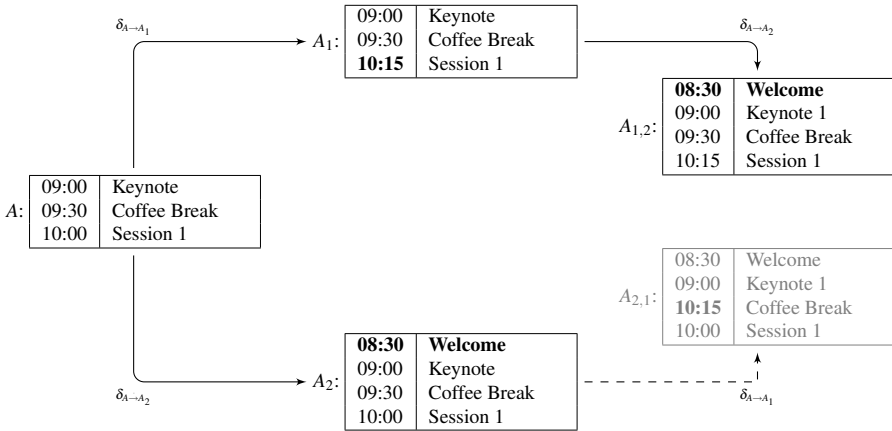 δA→A1
A1:
09:00 Keynote
09:30 Coffee Break
10:15 Session 1
δA→A2
A1,2:
08:30 Welcome
09:00 Keynote 1
09:30 Coffee Break
10:15 Session 1
A:
09:00 Keynote
09:30 Coffee Break
10:00 Session 1
A2,1:
08:30 Welcome
09:00 Keynote 1
10:15 Coffee Break
10:00 Session 1
δA→A2
A2:
08:30 Welcome
09:00 Keynote
09:30 Coffee Break
10:00 Session 1
δA→A1